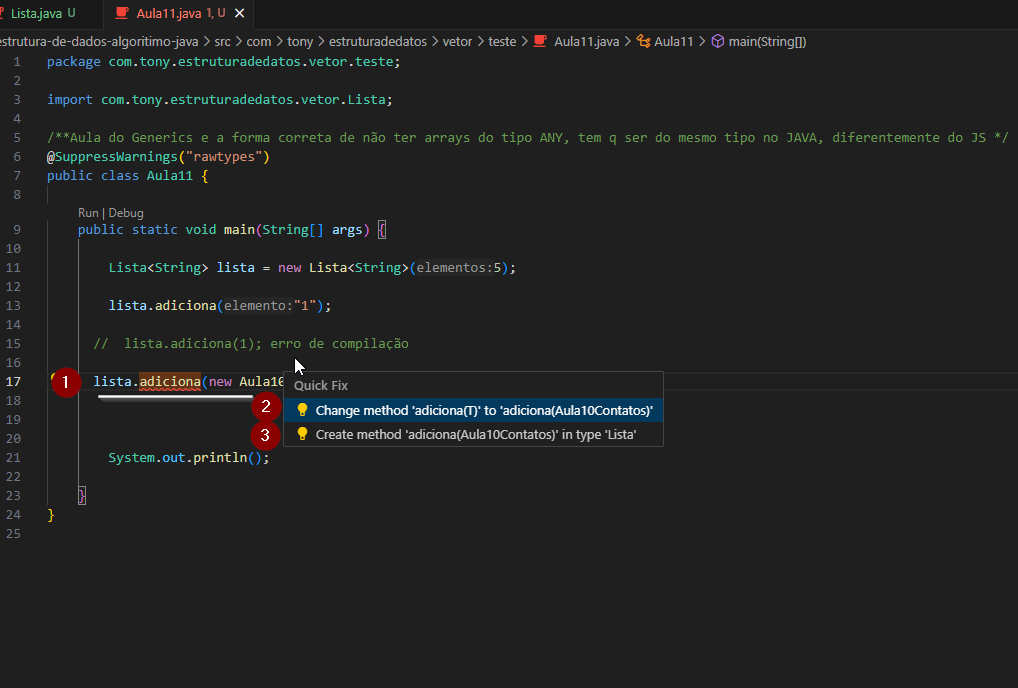 Lista.java U
Aula11.java 1, U
estrutura-de-dados-algoritimo-java > src > com > tony > estruturadedatos > vetor > teste > Aula11.java > Aula11 > main(String[])
1 package com.tony.estruturadedatos.vetor.teste;
2
3 import com.tony.estruturadedatos.vetor.Lista;
4
5 /**Aula do Generics e a forma correta de não ter arrays do tipo ANY, tem q ser do mesmo tipo no JAVA, diferentemente do JS */
6 @SuppressWarnings("rawtypes")
7 public class Aula11 {
8
Run | Debug
9 public static void main(String[] args) {
10
11 Lista<String> lista = new Lista<String>(elementos:5);
12
13 lista.adiciona(elemento:"1");
14
15 // lista.adiciona(1); erro de compilação
16
17 1 lista.adiciona(new Aula10
Quick Fix
18
2 Change method 'adiciona(T)' to 'adiciona(Aula10Contatos)'
19
3 Create method 'adiciona(Aula10Contatos)' in type 'Lista'
20
21 System.out.println();
22
23 }
24 }
25